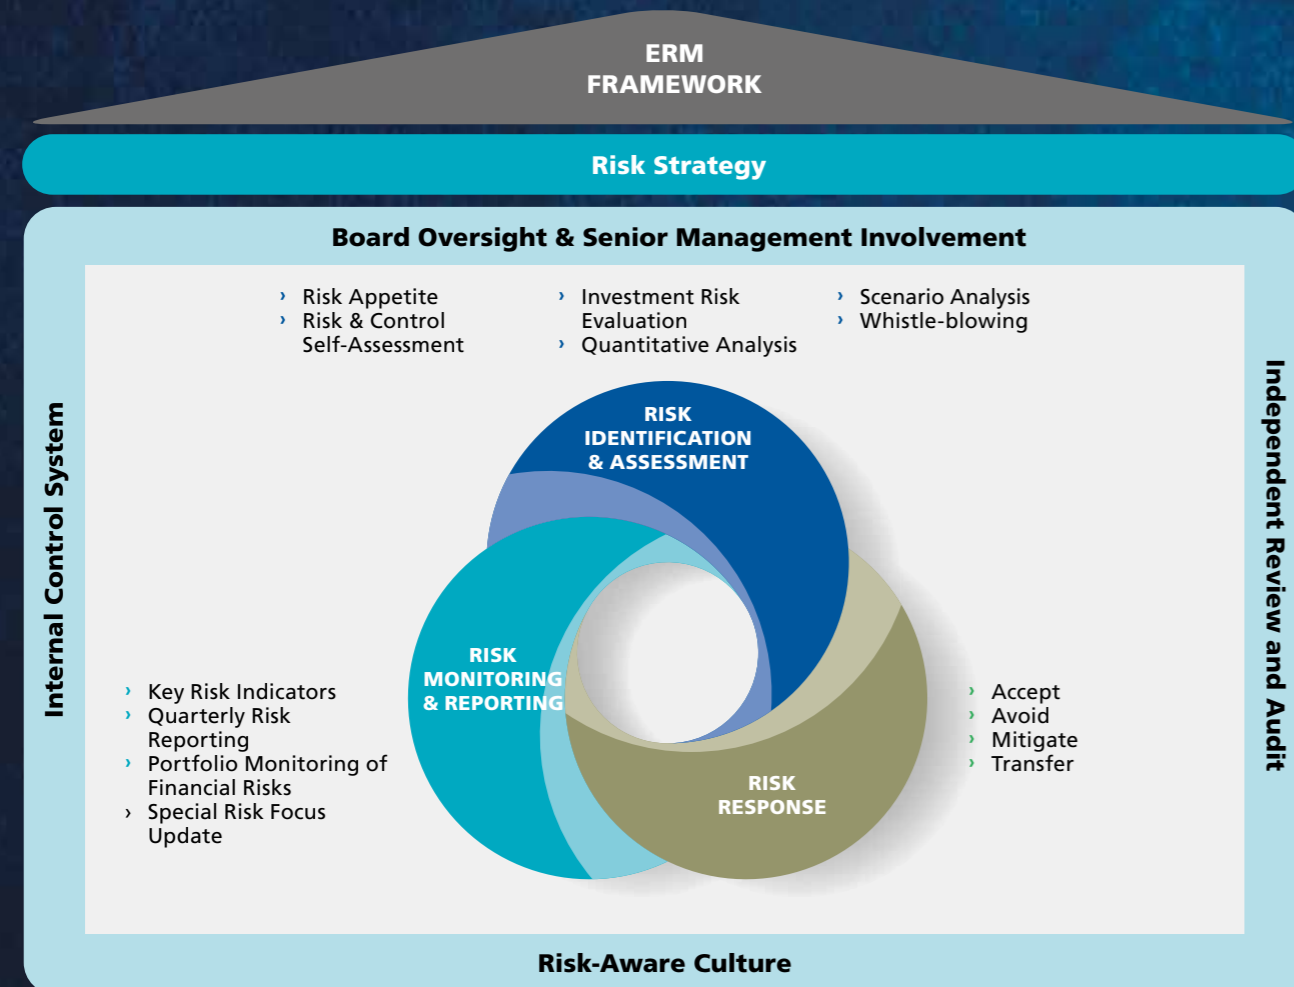 ERM
FRAMEWORK
Risk Strategy
Board Oversight & Senior Management Involvement
› Risk Appetite
› Risk & Control
Self-Assessment
› Investment Risk
Evaluation
› Quantitative Analysis
› Scenario Analysis
› Whistle-blowing
Internal Control System
Independent Review and Audit
RISK
IDENTIFICATION
& ASSESSMENT
RISK
MONITORING
& REPORTING
› Key Risk Indicators
› Quarterly Risk
Reporting
› Portfolio Monitoring of
Financial Risks
› Special Risk Focus
Update
RISK
RESPONSE
› Accept
› Avoid
› Mitigate
› Transfer
Risk-Aware Culture